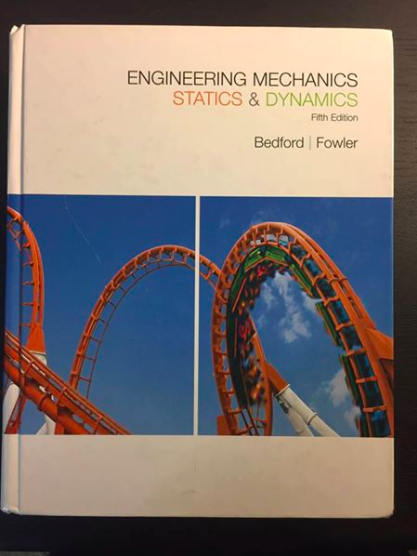 ENGINEERING MECHANICS
STATICS & DYNAMICS
Fifth Edition
Bedford | Fowler